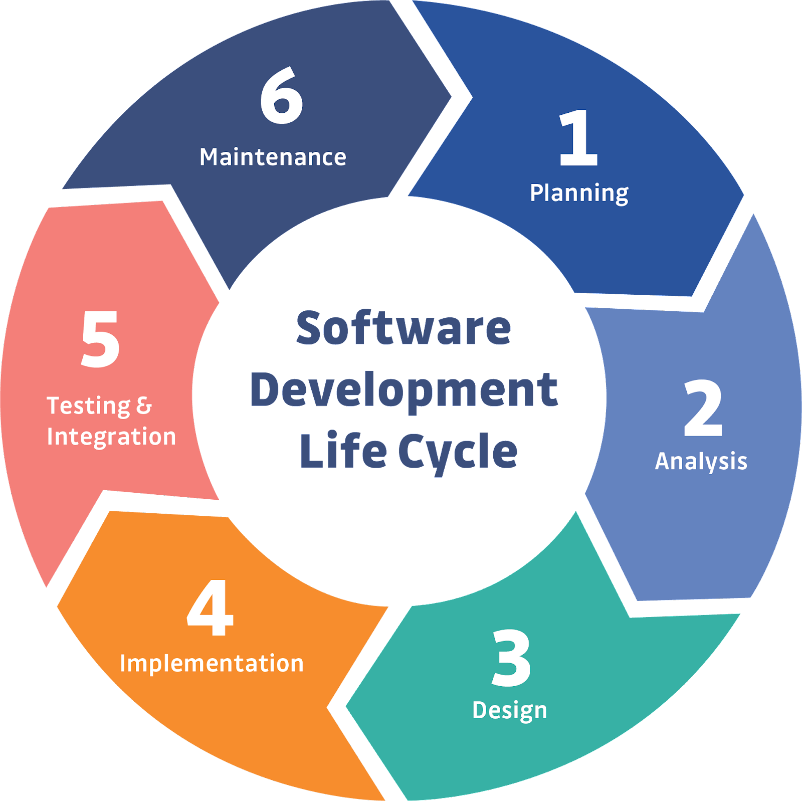 Software
Development
Life Cycle
1
Planning
2
Analysis
3
Design
4
Implementation
5
Testing &
Integration
6
Maintenance